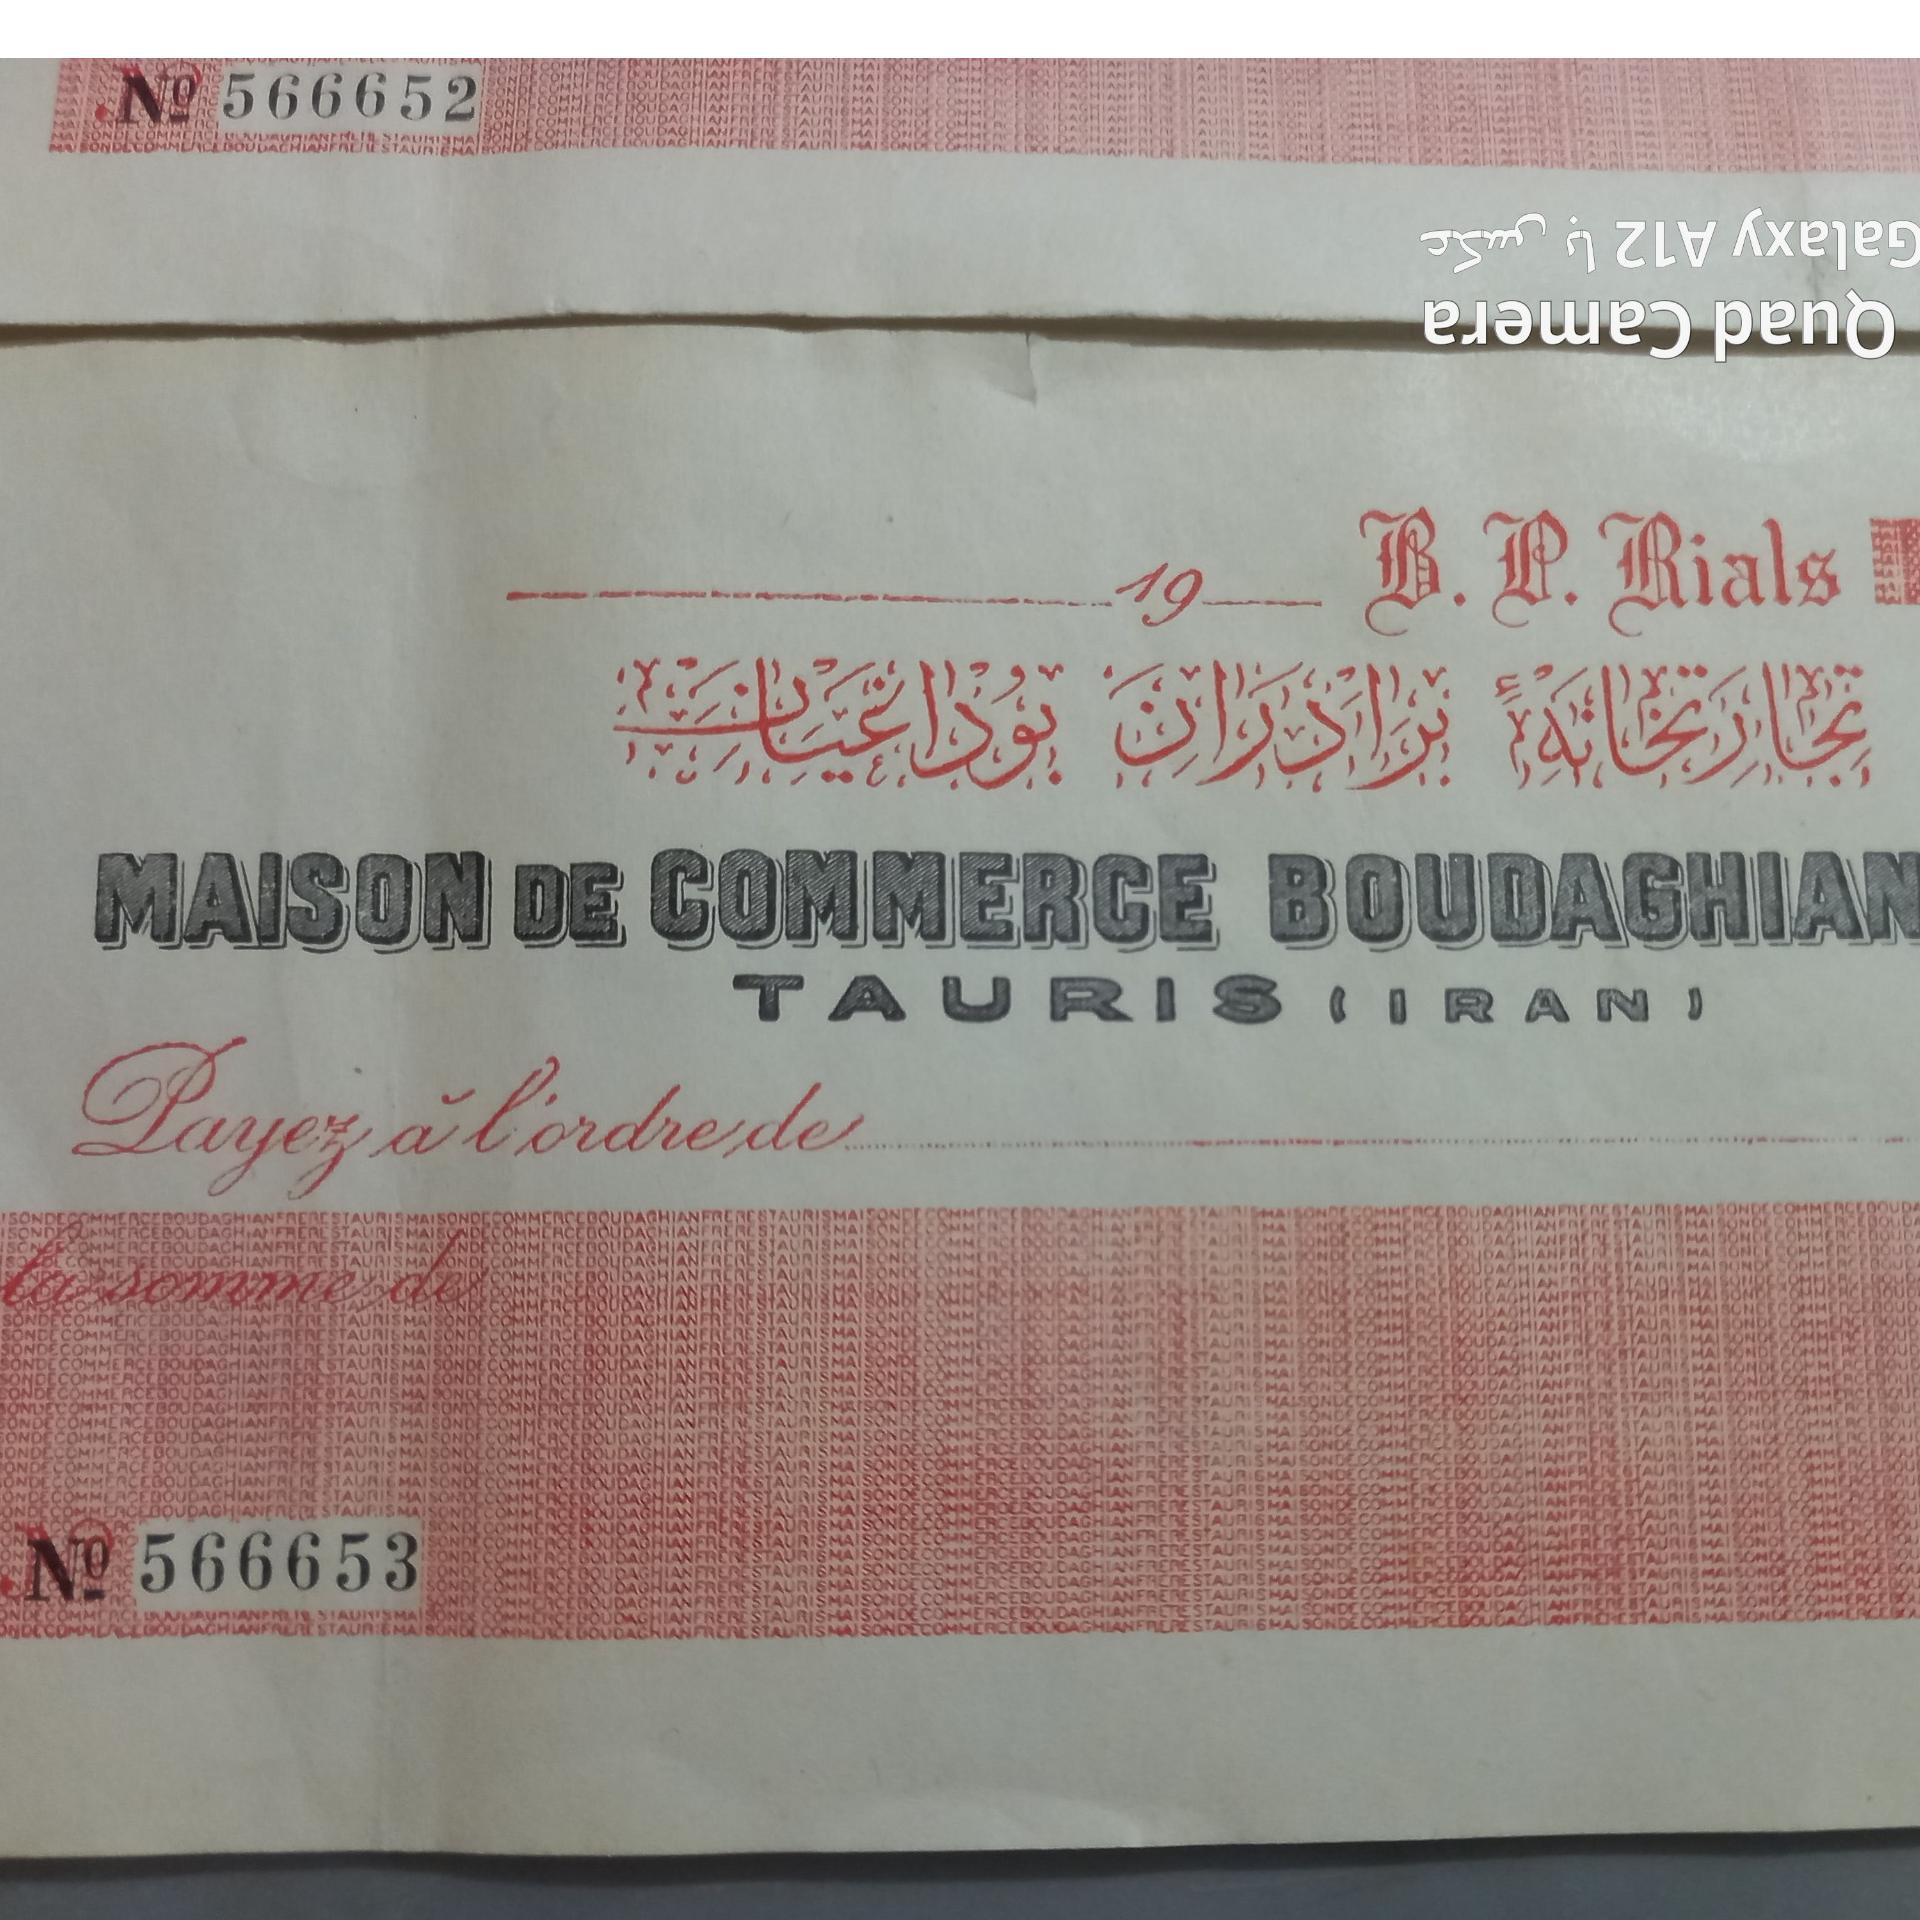 Nº 566652
عکس با Galaxy A12
Quad Camera
19 B. P. Rials
تجارتخانهٔ برادران بوداغیان
MAISON DE COMMERCE BOUDAGHIAN
TAURIS (IRAN)
Payez à l'ordre de
la somme de
Nº 566653